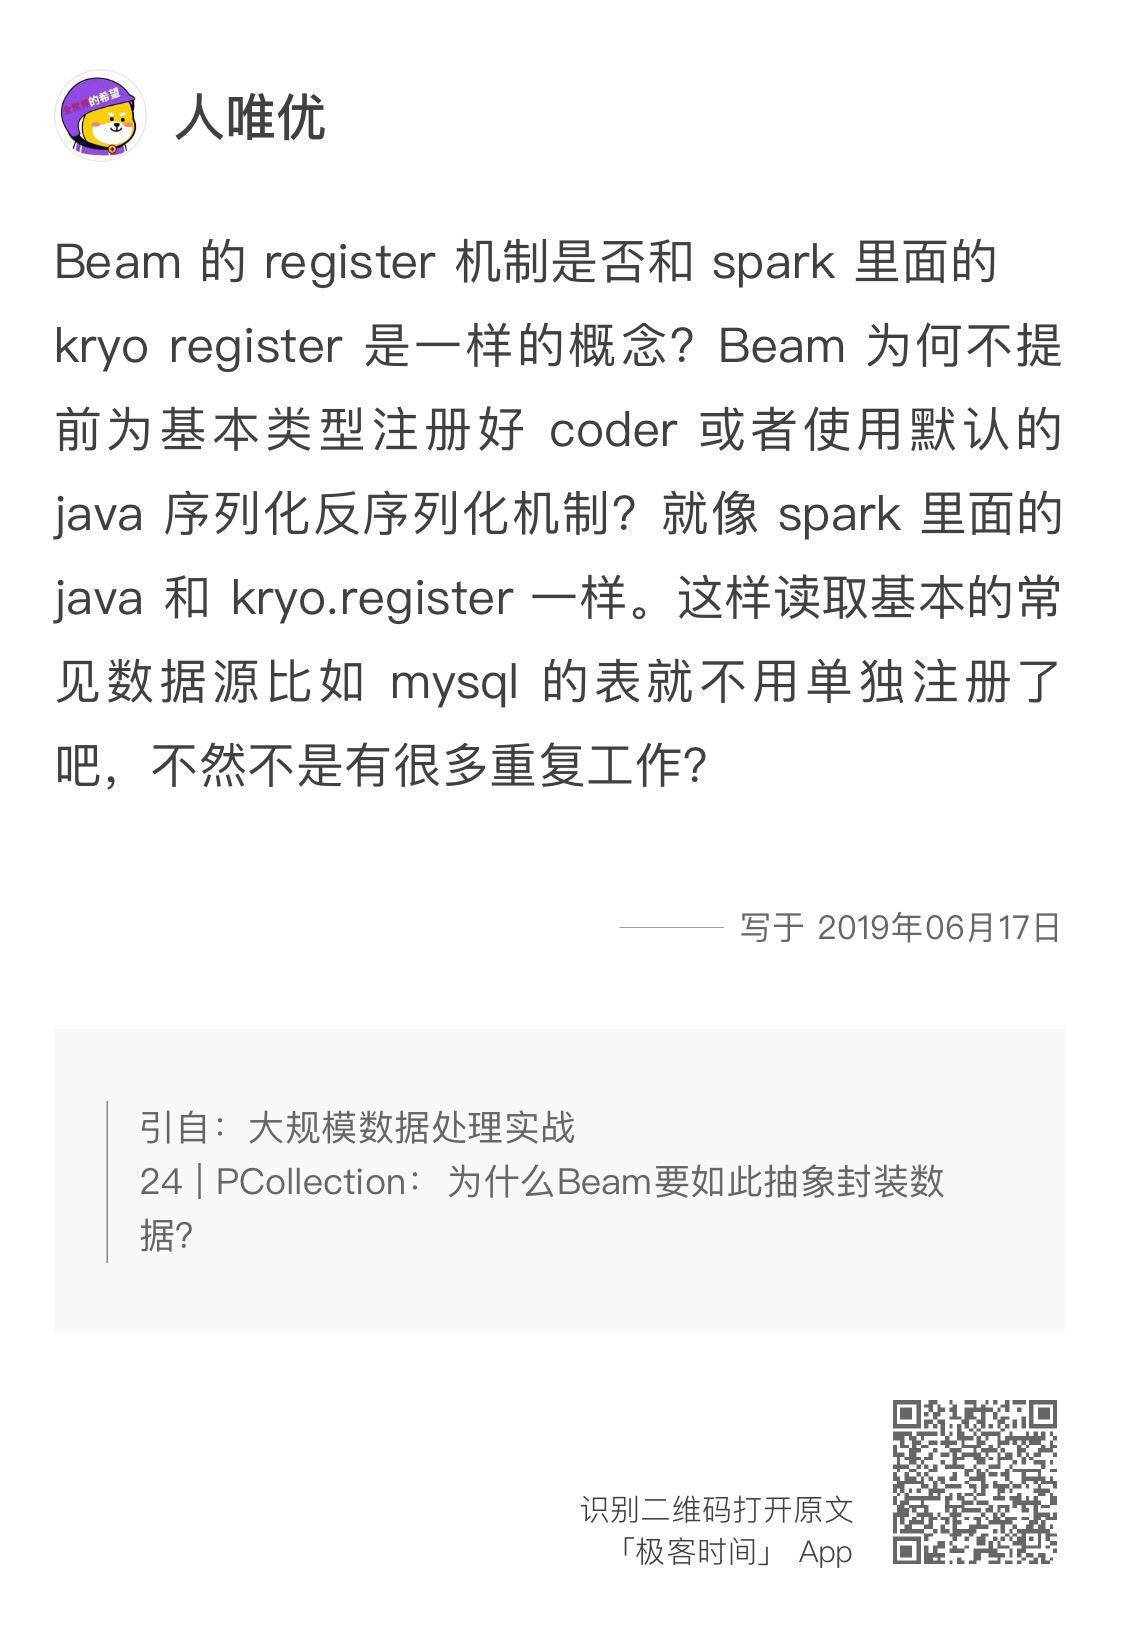 的希望
人唯优
Beam 的 register 机制是否和 spark 里面的
kryo register 是一样的概念？Beam 为何不提
前为基本类型注册好 coder 或者使用默认的
java 序列化反序列化机制？就像 spark 里面的
java 和 kryo.register 一样。这样读取基本的常
见数据源比如 mysql 的表就不用单独注册了
吧，不然不是有很多重复工作？
写于 2019年06月17日
引自：大规模数据处理实战
24 | PCollection：为什么Beam要如此抽象封装数
据？
识别二维码打开原文
「极客时间」 App